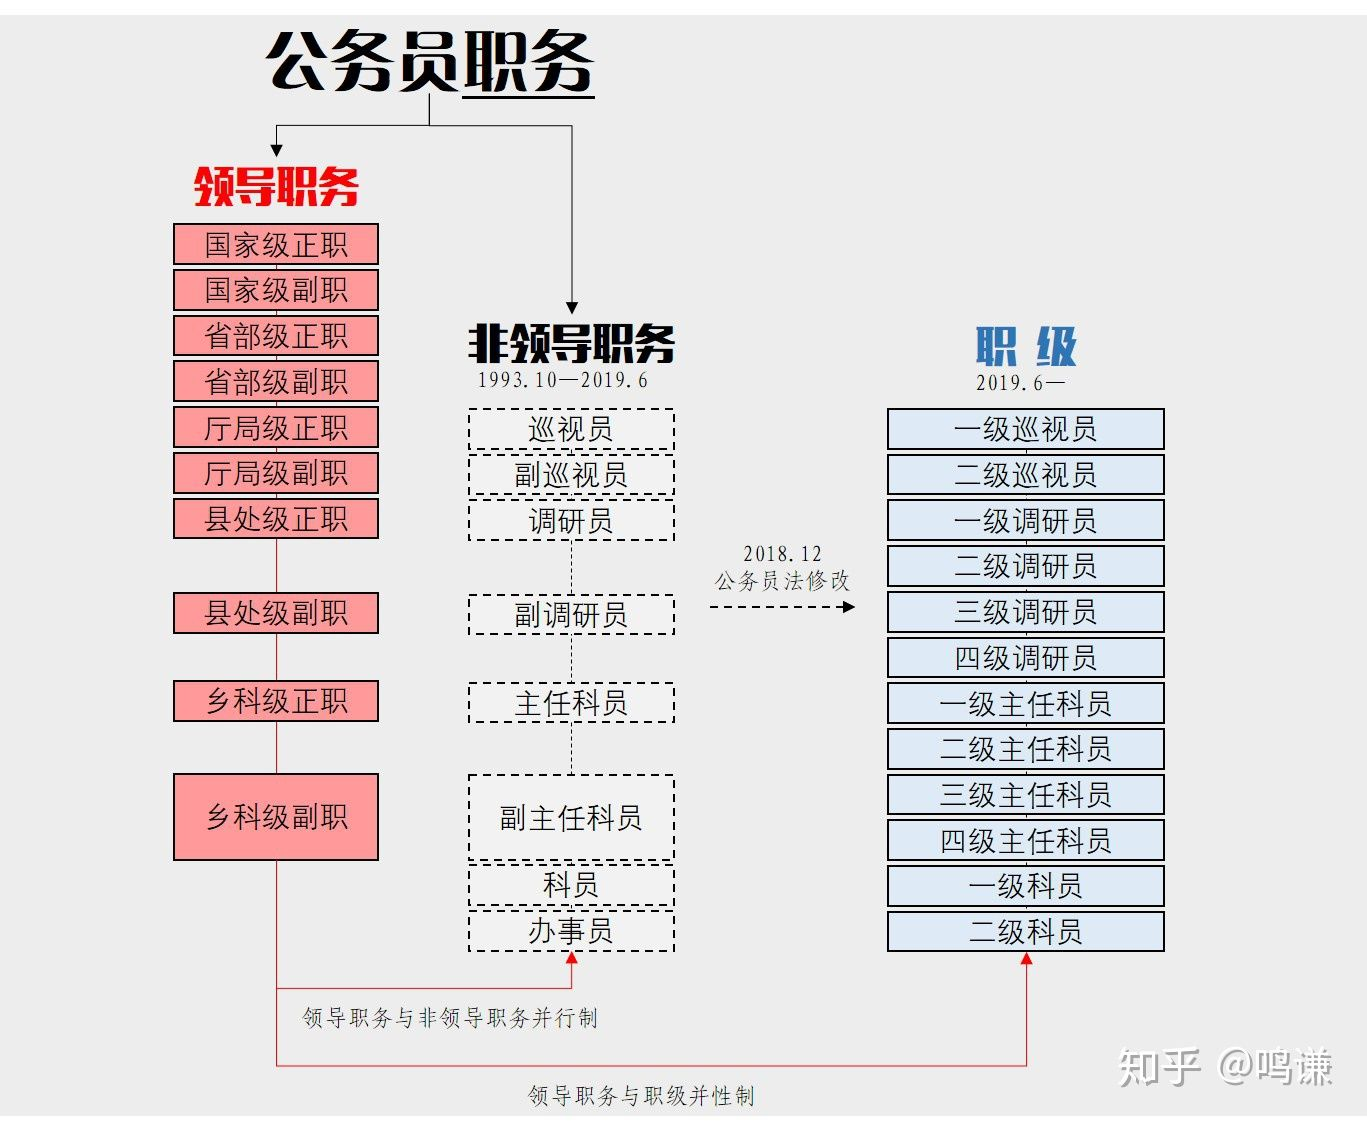 公务员职务
领导职务
国家级正职
国家级副职
省部级正职
省部级副职
厅局级正职
厅局级副职
县处级正职
县处级副职
乡科级正职
乡科级副职
非领导职务
1993.10—2019.6
巡视员
副巡视员
调研员
副调研员
主任科员
副主任科员
科员
办事员
2018.12
公务员法修改
职 级
2019.6—
一级巡视员
二级巡视员
一级调研员
二级调研员
三级调研员
四级调研员
一级主任科员
二级主任科员
三级主任科员
四级主任科员
一级科员
二级科员
领导职务与非领导职务并行制
领导职务与职级并性制
知乎 @鸣谦